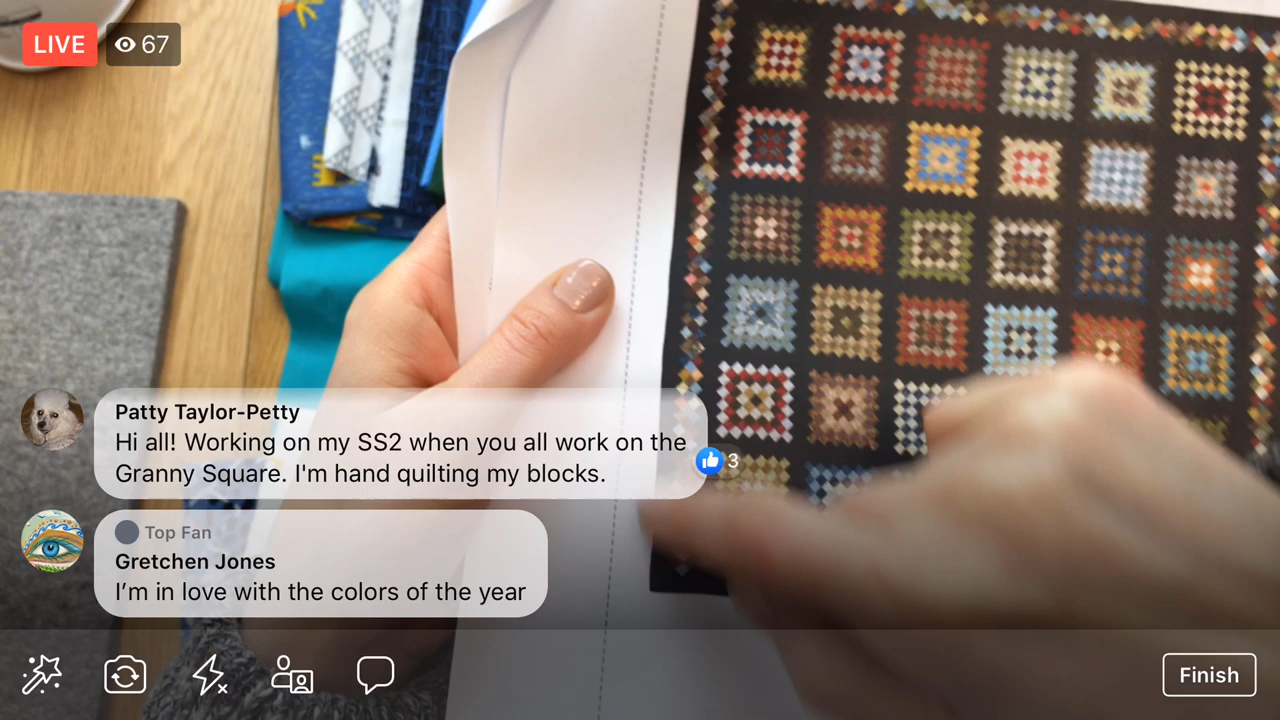 LIVE
67
Patty Taylor-Petty
Hi all! Working on my SS2 when you all work on the
Granny Square. I'm hand quilting my blocks.
3
Top Fan
Gretchen Jones
I’m in love with the colors of the year
Finish